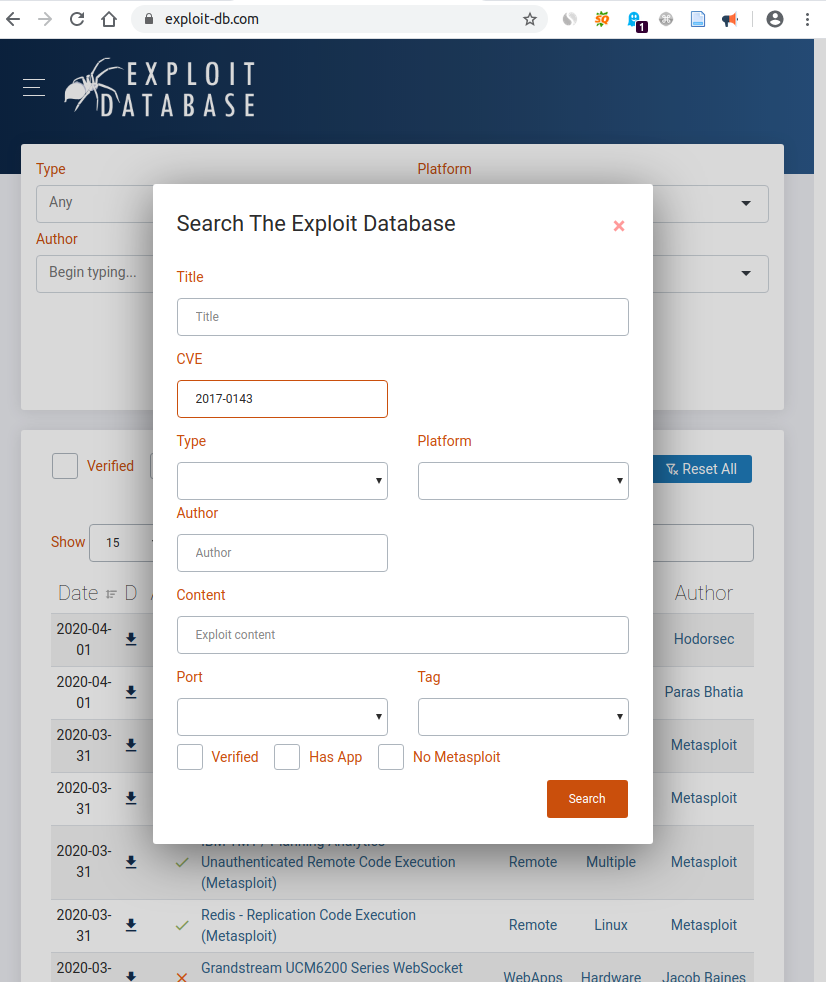 exploit-db.com
1
EXPLOIT
DATABASE
Type
Platform
Any
Author
Begin typing...
Search The Exploit Database
Title
Title
CVE
2017-0143
Type
Platform
Author
Author
Content
Exploit content
Port
Tag
Verified
Has App
No Metasploit
Search
Verified
Reset All
Show
15
Date
D
Author
2020-04-
01
Hodorsec
2020-04-
01
Paras Bhatia
2020-03-
31
Metasploit
2020-03-
31
Metasploit
2020-03-
31
Unauthenticated Remote Code Execution
(Metasploit)
Remote
Multiple
Metasploit
2020-03-
31
Redis - Replication Code Execution
(Metasploit)
Remote
Linux
Metasploit
2020-03-
Grandstream UCM6200 Series WebSocket
WebApps
Hardware
Jacob Baines